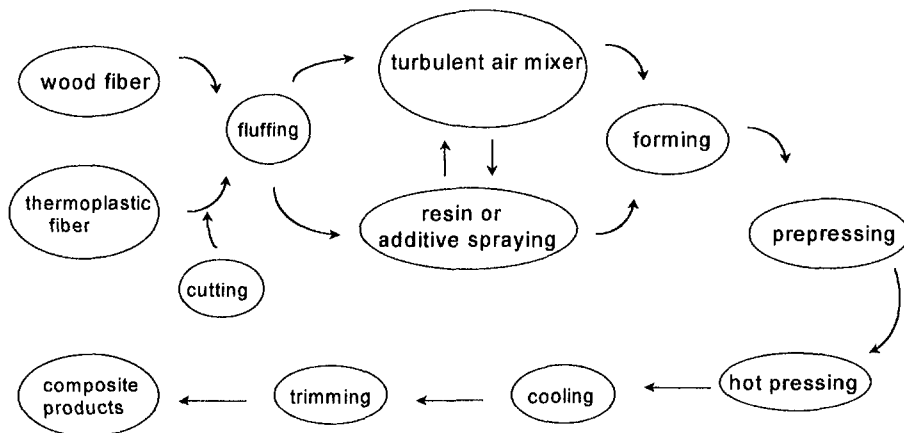 wood fiber
thermoplastic
fiber
cutting
fluffing
turbulent air mixer
resin or
additive spraying
forming
prepressing
hot pressing
cooling
trimming
composite
products